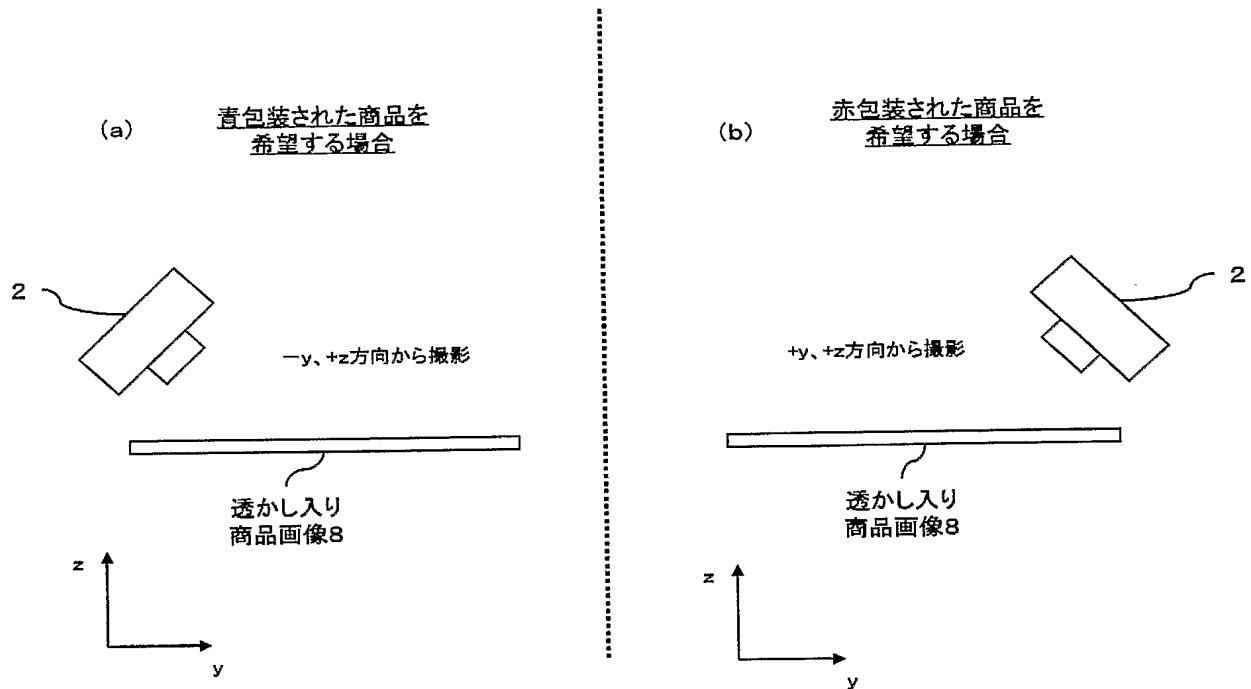 (a)
青包装された商品を
希望する場合
2
－y、+z方向から撮影
透かし入り
商品画像8
z
y
(b)
赤包装された商品を
希望する場合
2
+y、+z方向から撮影
透かし入り
商品画像8
z
y